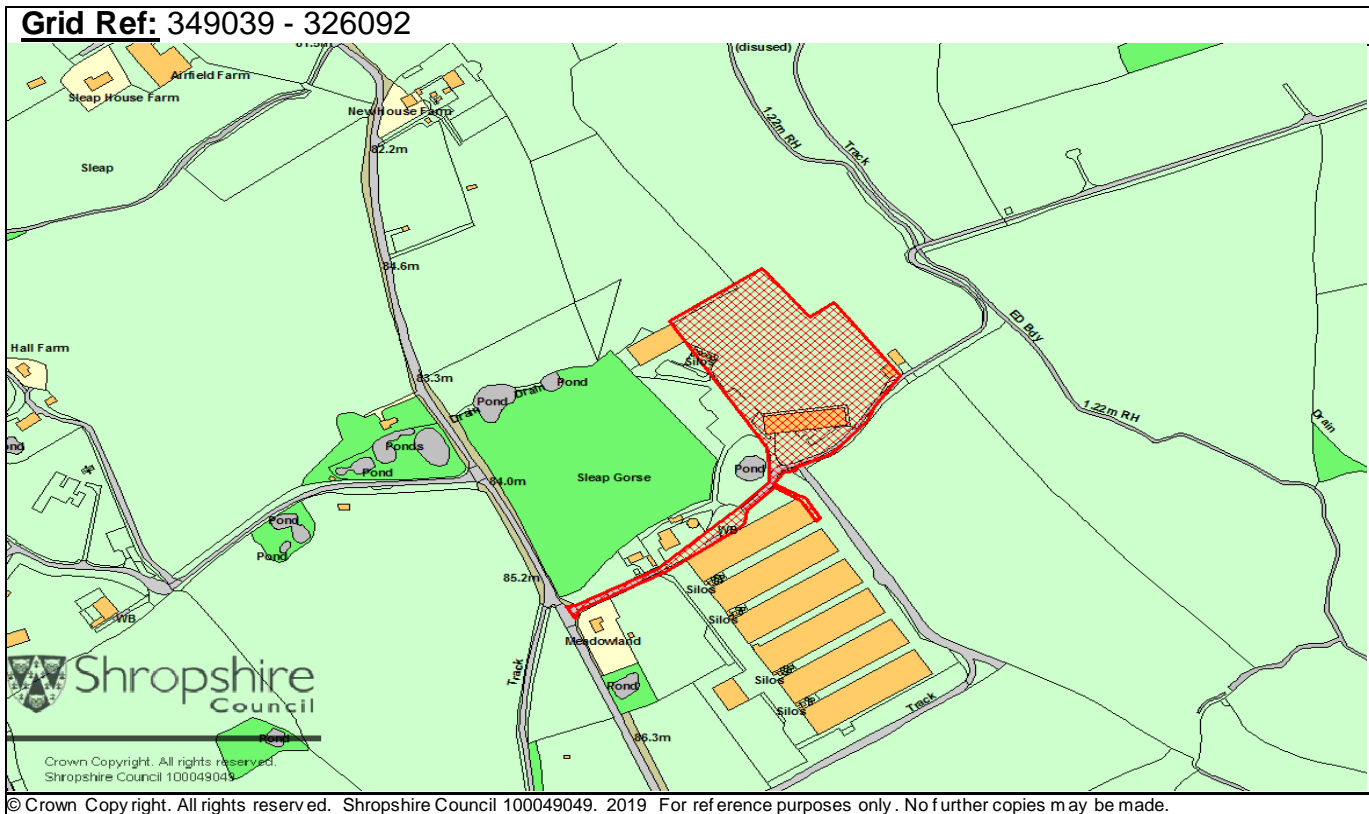 Grid Ref: 349039 - 326092
81.5m
(disused)
Airfield Farm
Sleap House Farm
New House Farm
1.22m RH
Track
82.2m
Sleap
84.6m
ED Bdy
Hall Farm
Silos
83.3m
Pond
Drain
Drain
Pond
1.22m RH
Drain
Ponds
Pond
Pond
Sleap Gorse
84.0m
Pond
Pond
WB
85.2m
Silos
WB
Silos
Meadowland
Track
Silos
Pond
Silos
Track
Shropshire
Council
86.3m
Pond
Crown Copyright. All rights reserved.
Shropshire Council 100049049
© Crown Copyright. All rights reserved. Shropshire Council 100049049. 2019 For reference purposes only. No further copies may be made.